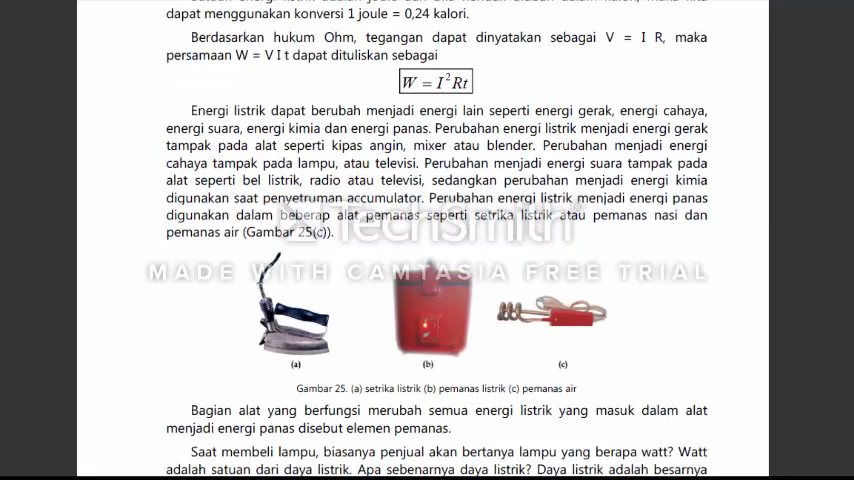 dapat menggunakan konversi 1 joule = 0,24 kalori.
Berdasarkan hukum Ohm, tegangan dapat dinyatakan sebagai V = I R, maka
persamaan W = V I t dapat dituliskan sebagai
W = I²Rt
Energi listrik dapat berubah menjadi energi lain seperti energi gerak, energi cahaya,
energi suara, energi kimia dan energi panas. Perubahan energi listrik menjadi energi gerak
tampak pada alat seperti kipas angin, mixer atau blender. Perubahan menjadi energi
cahaya tampak pada lampu, atau televisi. Perubahan menjadi energi suara tampak pada
alat seperti bel listrik, radio atau televisi, sedangkan perubahan menjadi energi kimia
digunakan saat penyetruman accumulator. Perubahan energi listrik menjadi energi panas
digunakan dalam beberap alat pemanas seperti setrika listrik atau pemanas nasi dan
pemanas air (Gambar 25(c)).
TechSmith
MADE WITH CAMTASIA FREE TRIAL
(a) (b) (c)
Gambar 25. (a) setrika listrik (b) pemanas listrik (c) pemanas air
Bagian alat yang berfungsi merubah semua energi listrik yang masuk dalam alat
menjadi energi panas disebut elemen pemanas.
Saat membeli lampu, biasanya penjual akan bertanya lampu yang berapa watt? Watt
adalah satuan dari daya listrik. Apa sebenarnya daya listrik? Daya listrik adalah besarnya